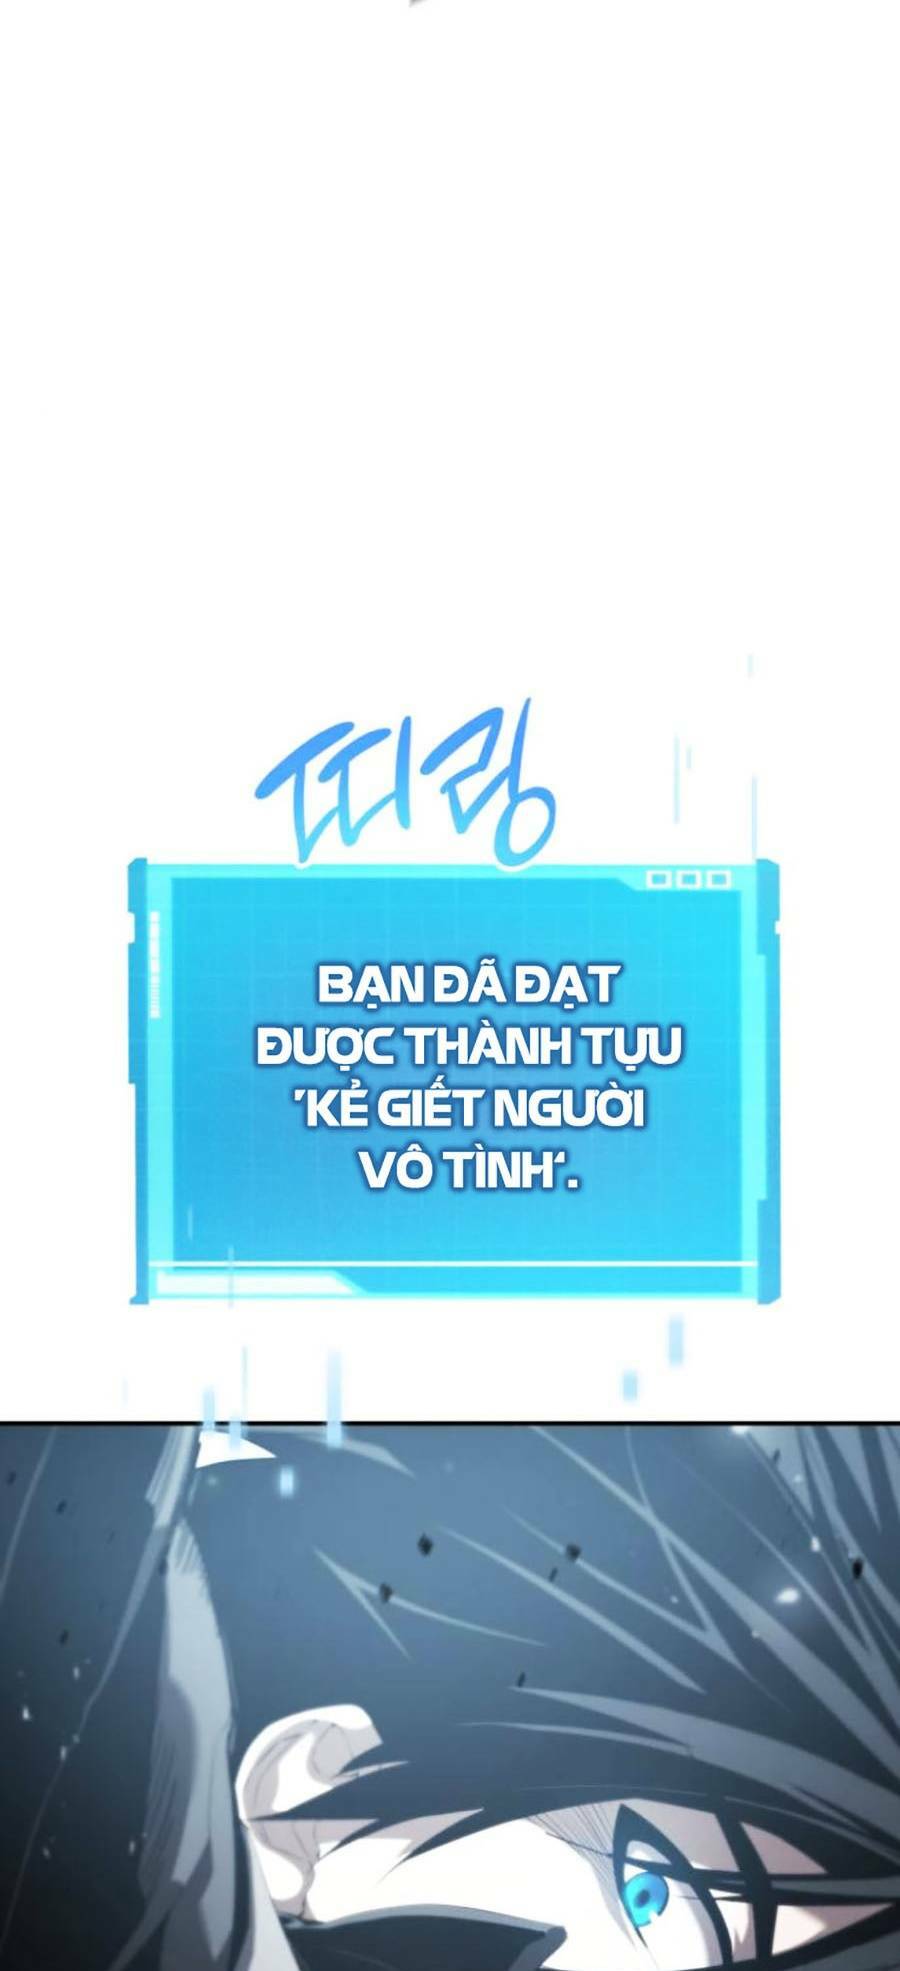 띠링
BẠN ĐÃ ĐẠT
ĐƯỢC THÀNH TỰU
'KẺ GIẾT NGƯỜI
VÔ TÌNH'.